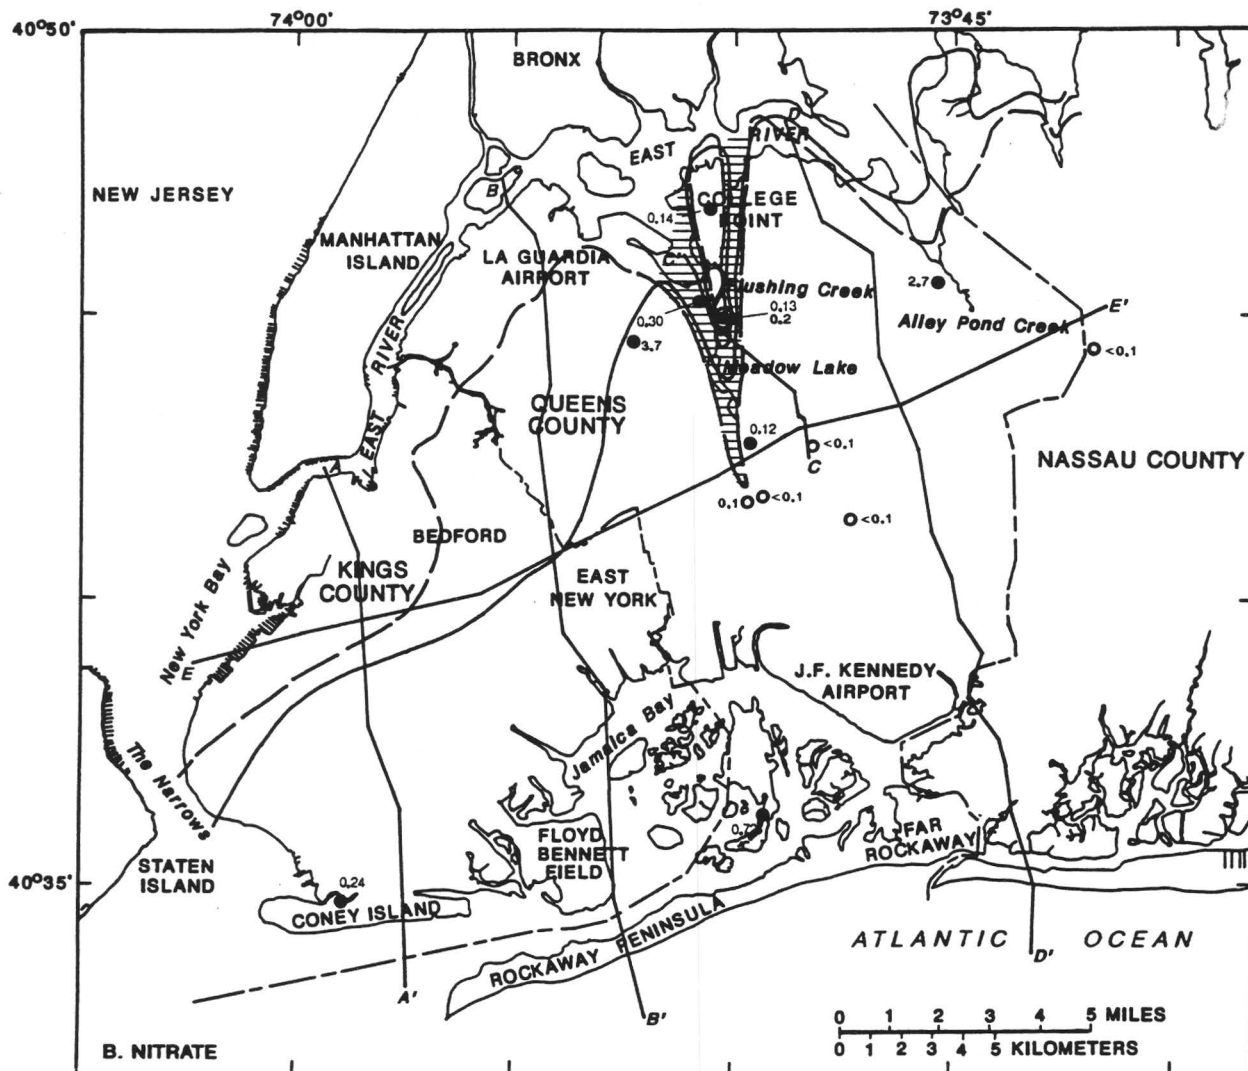 74°00'
73°45'
40°50'
BRONX
D
RIVER
EAST
NEW JERSEY
B
COLLEGE
POINT
0.14
MANHATTAN
ISLAND
LA GUARDIA
AIRPORT
C'
Flushing Creek
2.7
0.13
0.2
0.30
Alley Pond Creek
E'
3.7
<0.1
RIVER
EAST
Meadow Lake
QUEENS
COUNTY
0.12
<0.1
C
NASSAU COUNTY
A
0.1
<0.1
<0.1
BEDFORD
KINGS
COUNTY
EAST
NEW YORK
New York Bay
E
J.F. KENNEDY
AIRPORT
Jamaica Bay
The Narrows
0.72
FLOYD
BENNETT
FIELD
FAR
ROCKAWAY
STATEN
ISLAND
40°35'
0.24
CONEY ISLAND
ROCKAWAY PENINSULA
ATLANTIC OCEAN
A'
B'
D'
0 1 2 3 4 5 MILES
0 1 2 3 4 5 KILOMETERS
B. NITRATE